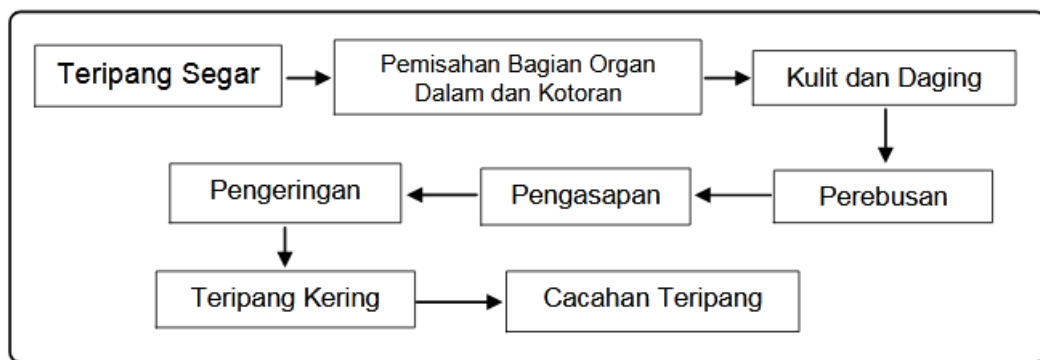 Teripang Segar
Pemisahan Bagian Organ
Dalam dan Kotoran
Kulit dan Daging
Perebusan
Pengasapan
Pengeringan
Teripang Kering
Cacahan Teripang